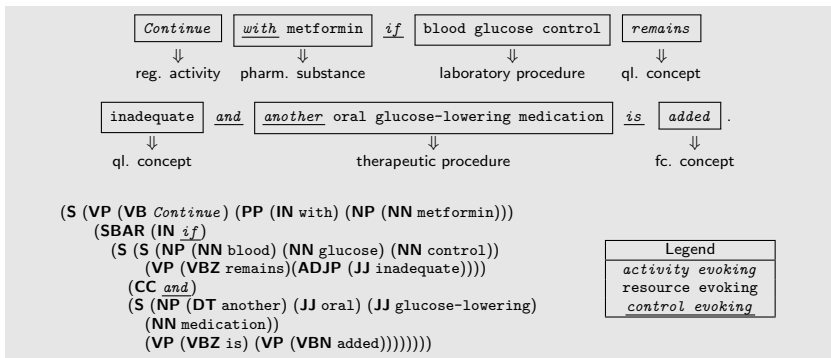 Continue with metformin if blood glucose control remains
⇓ ⇓ ⇓ ⇓
reg. activity pharm. substance laboratory procedure ql. concept
inadequate and another oral glucose-lowering medication is added .
⇓ ⇓ ⇓
ql. concept therapeutic procedure fc. concept
(S (VP (VB Continue) (PP (IN with) (NP (NN metformin)))
(SBAR (IN if)
(S (S (NP (NN blood) (NN glucose) (NN control))
(VP (VBZ remains)(ADJP (JJ inadequate))))
(CC and)
(S (NP (DT another) (JJ oral) (JJ glucose-lowering)
(NN medication))
(VP (VBZ is) (VP (VBN added))))))))
Legend
activity evoking
resource evoking
control evoking